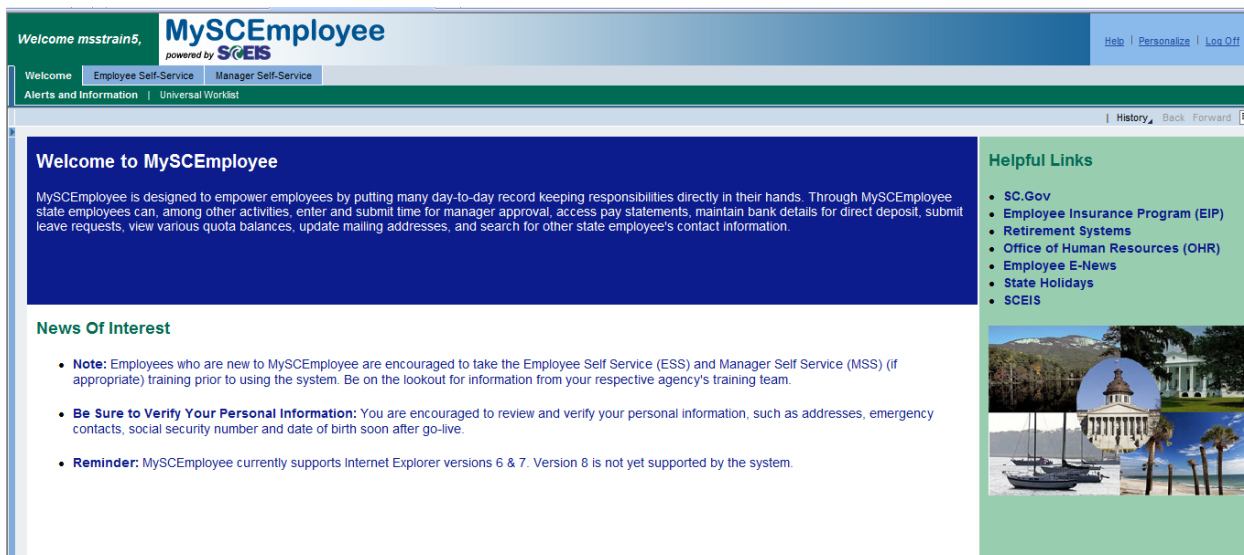 Welcome msstrain5,
MySCEmployee
powered by SCEIS
Help | Personalize | Log Off
Welcome Employee Self-Service Manager Self-Service
Alerts and Information | Universal Worklist
| History Back Forward
Welcome to MySCEmployee
MySCEmployee is designed to empower employees by putting many day-to-day record keeping responsibilities directly in their hands. Through MySCEmployee
state employees can, among other activities, enter and submit time for manager approval, access pay statements, maintain bank details for direct deposit, submit
leave requests, view various quota balances, update mailing addresses, and search for other state employee's contact information.
News Of Interest
• Note: Employees who are new to MySCEmployee are encouraged to take the Employee Self Service (ESS) and Manager Self Service (MSS) (if
appropriate) training prior to using the system. Be on the lookout for information from your respective agency's training team.
• Be Sure to Verify Your Personal Information: You are encouraged to review and verify your personal information, such as addresses, emergency
contacts, social security number and date of birth soon after go-live.
• Reminder: MySCEmployee currently supports Internet Explorer versions 6 & 7. Version 8 is not yet supported by the system.
Helpful Links
• SC.Gov
• Employee Insurance Program (EIP)
• Retirement Systems
• Office of Human Resources (OHR)
• Employee E-News
• State Holidays
• SCEIS